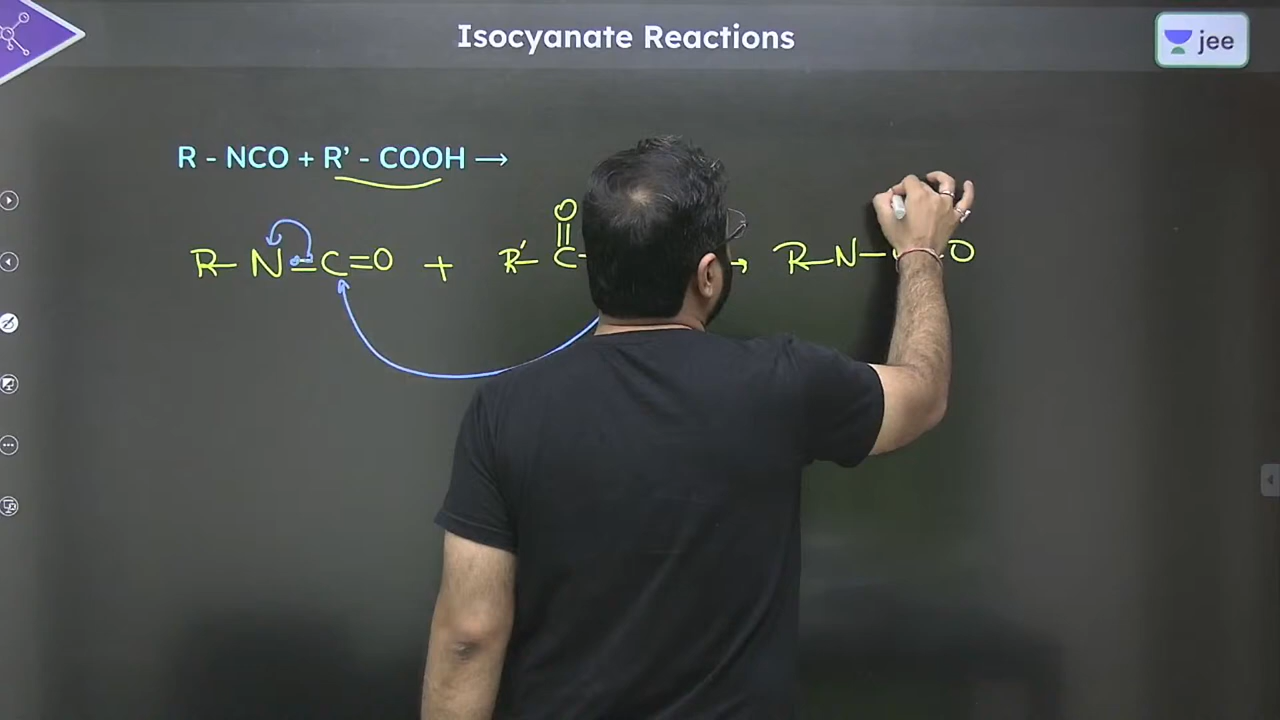 Isocyanate Reactions
jee
R - NCO + R’ - COOH →
O
R - N = C = O + R' - C - → R - N - O